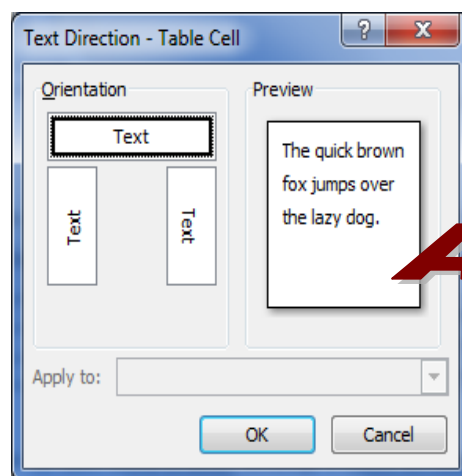 Text Direction - Table Cell
Orientation
Text
Text
Text
Preview
The quick brown
fox jumps over
the lazy dog.
A
Apply to:
OK
Cancel